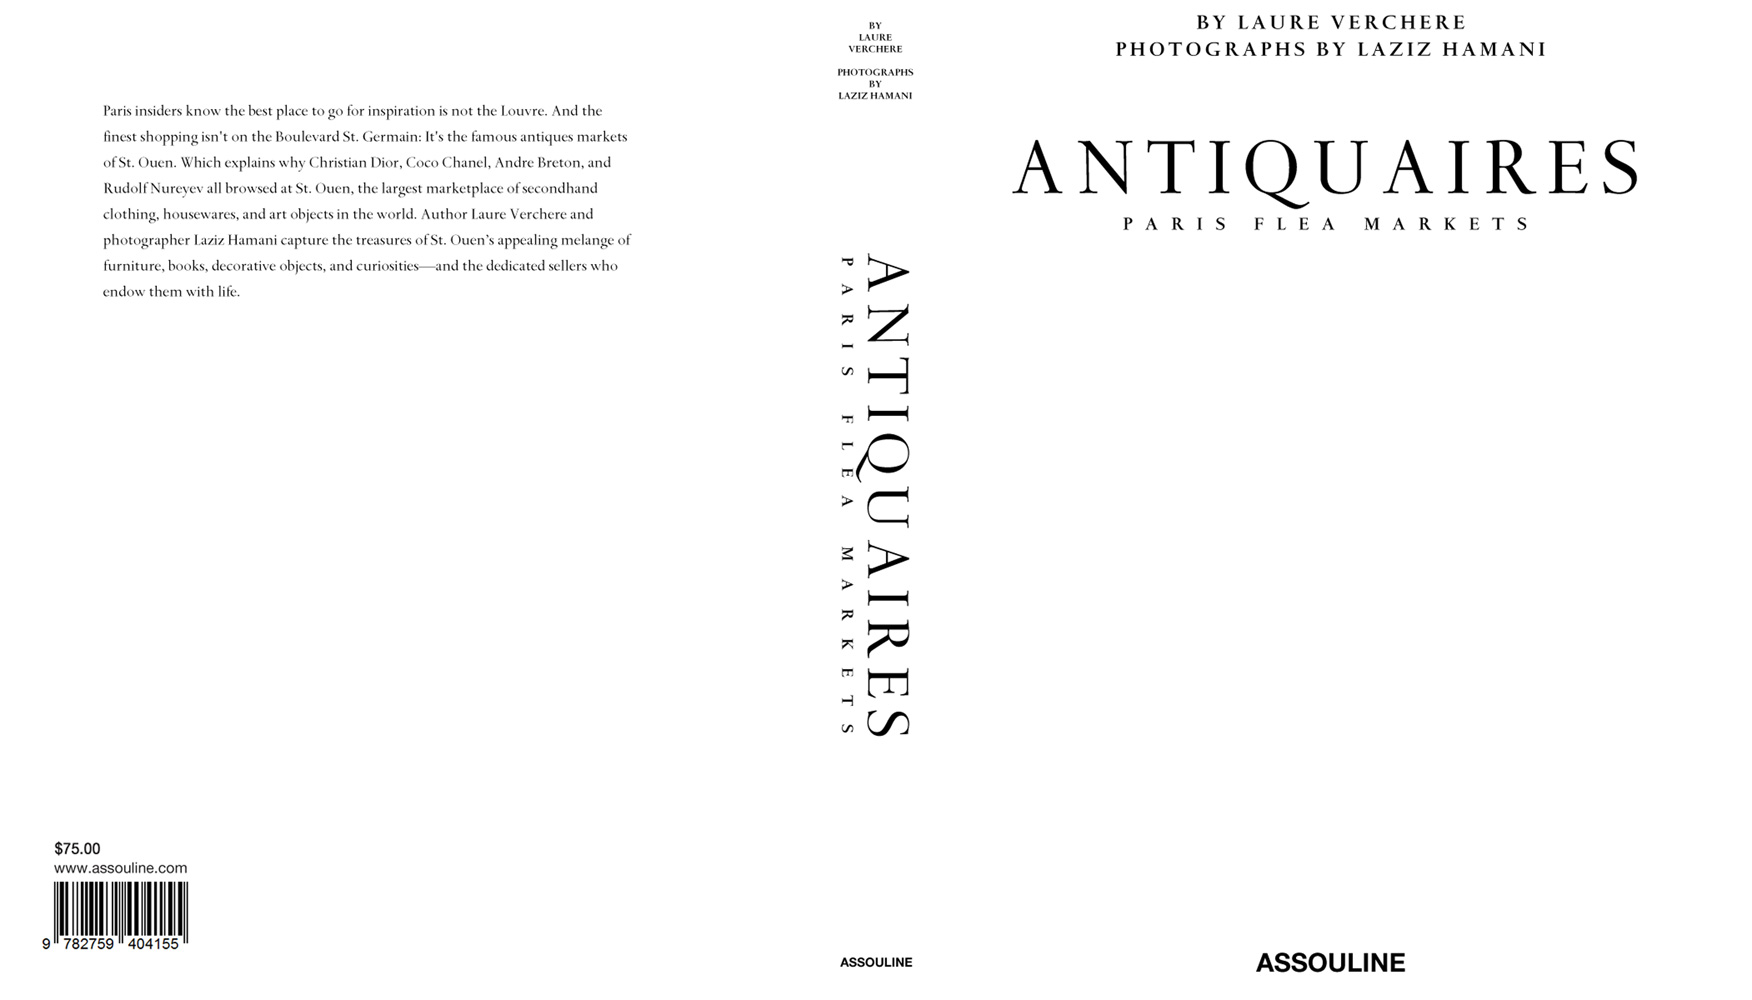 Paris insiders know the best place to go for inspiration is not the Louvre. And the
finest shopping isn't on the Boulevard St. Germain: It's the famous antiques markets
of St. Ouen. Which explains why Christian Dior, Coco Chanel, Andre Breton, and
Rudolf Nureyev all browsed at St. Ouen, the largest marketplace of secondhand
clothing, housewares, and art objects in the world. Author Laure Verchere and
photographer Laziz Hamani capture the treasures of St. Ouen’s appealing melange of
furniture, books, decorative objects, and curiosities—and the dedicated sellers who
endow them with life.
$75.00
www.assouline.com
9 782759 404155
BY
LAURE
VERCHERE
PHOTOGRAPHS
BY
LAZIZ HAMANI
ANTIQUAIRES
PARIS FLEA MARKETS
ASSOULINE
BY LAURE VERCHERE
PHOTOGRAPHS BY LAZIZ HAMANI
ANTIQUAIRES
PARIS FLEA MARKETS
ASSOULINE